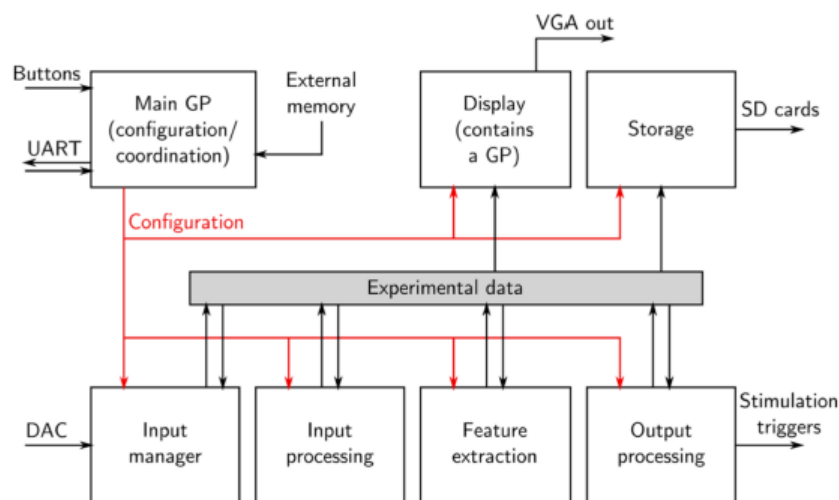 VGA out
Buttons
Main GP
(configuration/
coordination)
UART
External
memory
Display
(contains
a GP)
Storage
SD cards
Configuration
Experimental data
DAC
Input
manager
Input
processing
Feature
extraction
Output
processing
Stimulation
triggers